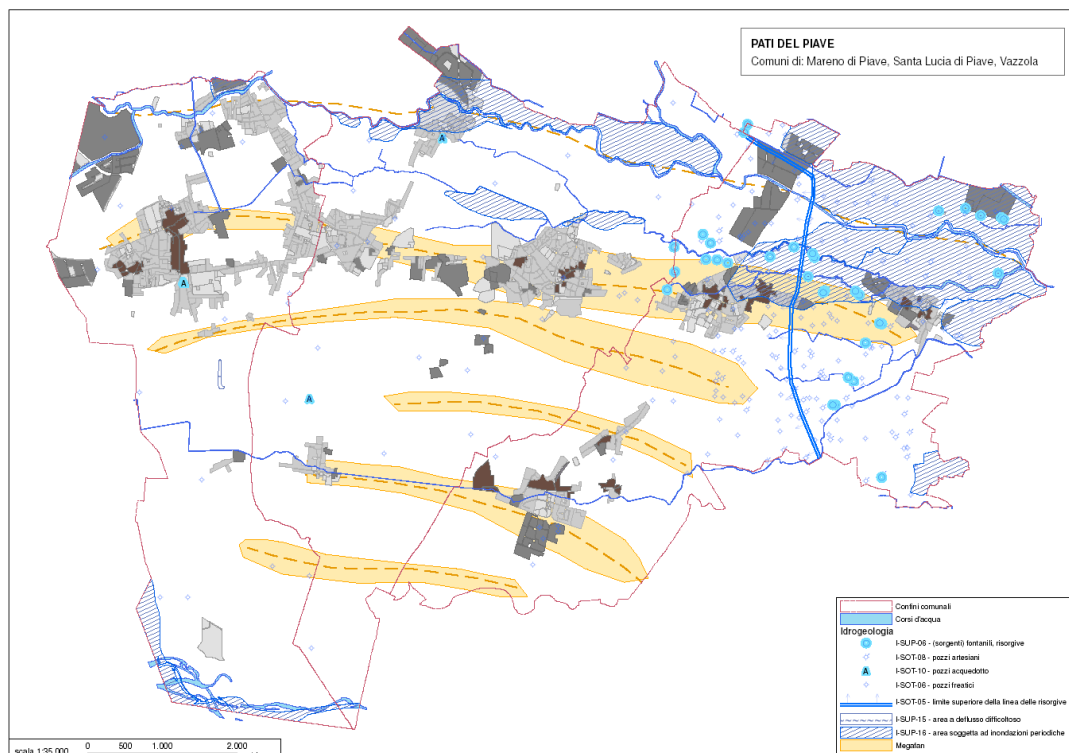 PATI DEL PIAVE
Comuni di: Mareno di Piave, Santa Lucia di Piave, Vazzola
A
A
A
Confini comunali
Corsi d'acqua
Idrogeologia
I-SUP-06 - (sorgenti) fontanili, risorgive
I-SOT-08 - pozzi artesiani
A I-SOT-10 - pozzi acquedotto
I-SOT-06 - pozzi freatici
I-SOT-05 - limite superiore della linea delle risorgive
I-SUP-15 - area a deflusso difficoltoso
I-SUP-16 - area soggetta ad inondazioni periodiche
Megafan
scala 1:35.000 0 500 1.000 2.000